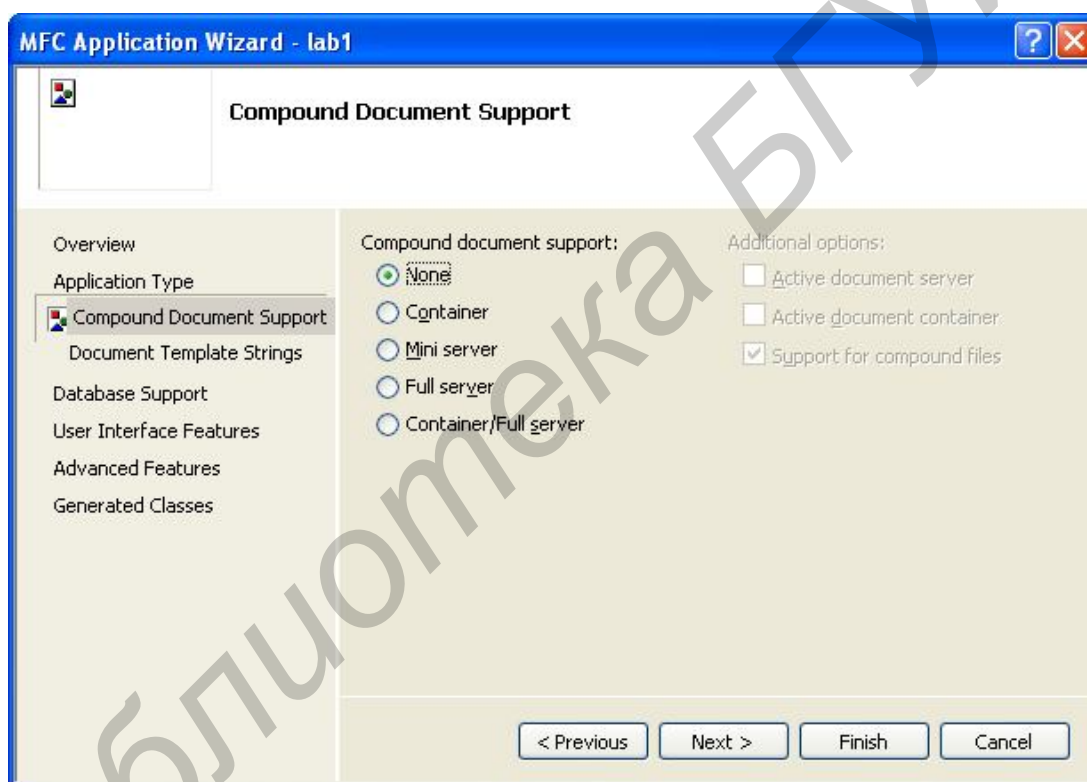 MFC Application Wizard - lab1
Compound Document Support
Overview
Application Type
Compound Document Support
Document Template Strings
Database Support
User Interface Features
Advanced Features
Generated Classes
Compound document support:
None
Container
Mini server
Full server
Container/Full server
Additional options:
Active document server
Active document container
Support for compound files
< Previous
Next >
Finish
Cancel